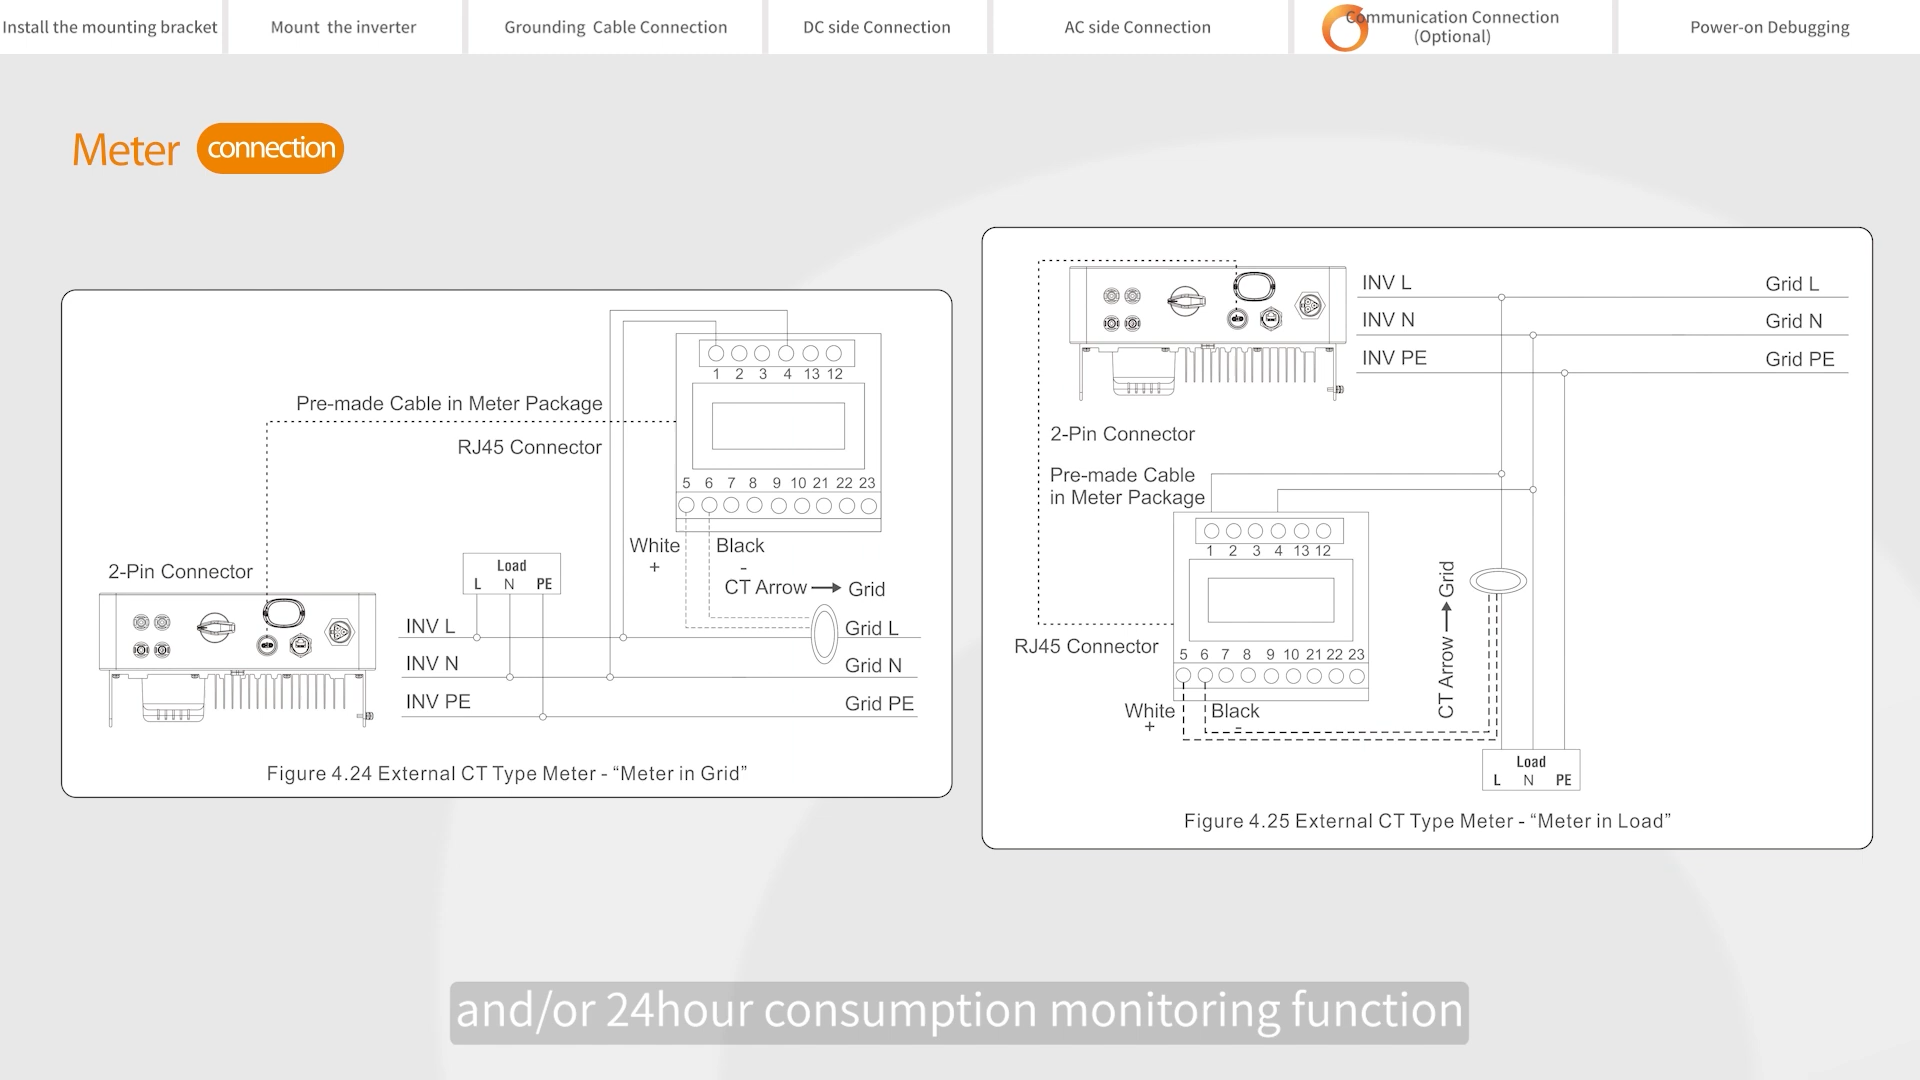 Install the mounting bracket
Mount the inverter
Grounding Cable Connection
DC side Connection
AC side Connection
Communication Connection
(Optional)
Power-on Debugging
Meter connection
1 2 3 4 13 12
Pre-made Cable in Meter Package
RJ45 Connector
5 6 7 8 9 10 21 22 23
White Black
+ -
CT Arrow Grid
2-Pin Connector
Load
L N PE
INV L Grid L
INV N Grid N
INV PE Grid PE
Figure 4.24 External CT Type Meter - “Meter in Grid”
INV L Grid L
INV N Grid N
INV PE Grid PE
2-Pin Connector
Pre-made Cable
in Meter Package
1 2 3 4 13 12
CT Arrow Grid
RJ45 Connector
5 6 7 8 9 10 21 22 23
White Black
+ -
Load
L N PE
Figure 4.25 External CT Type Meter - “Meter in Load”
and/or 24hour consumption monitoring function